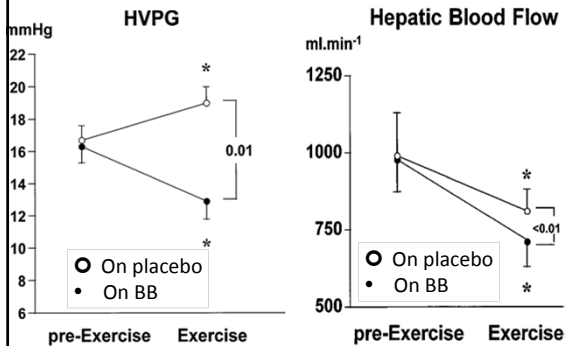 HVPG
mmHg
22
20
18
16
14
12
10
8
6
*
0.01
*
On placebo
On BB
pre-Exercise Exercise
Hepatic Blood Flow
ml.min-1
1250
1000
750
500
*
<0.01
*
On placebo
On BB
pre-Exercise Exercise